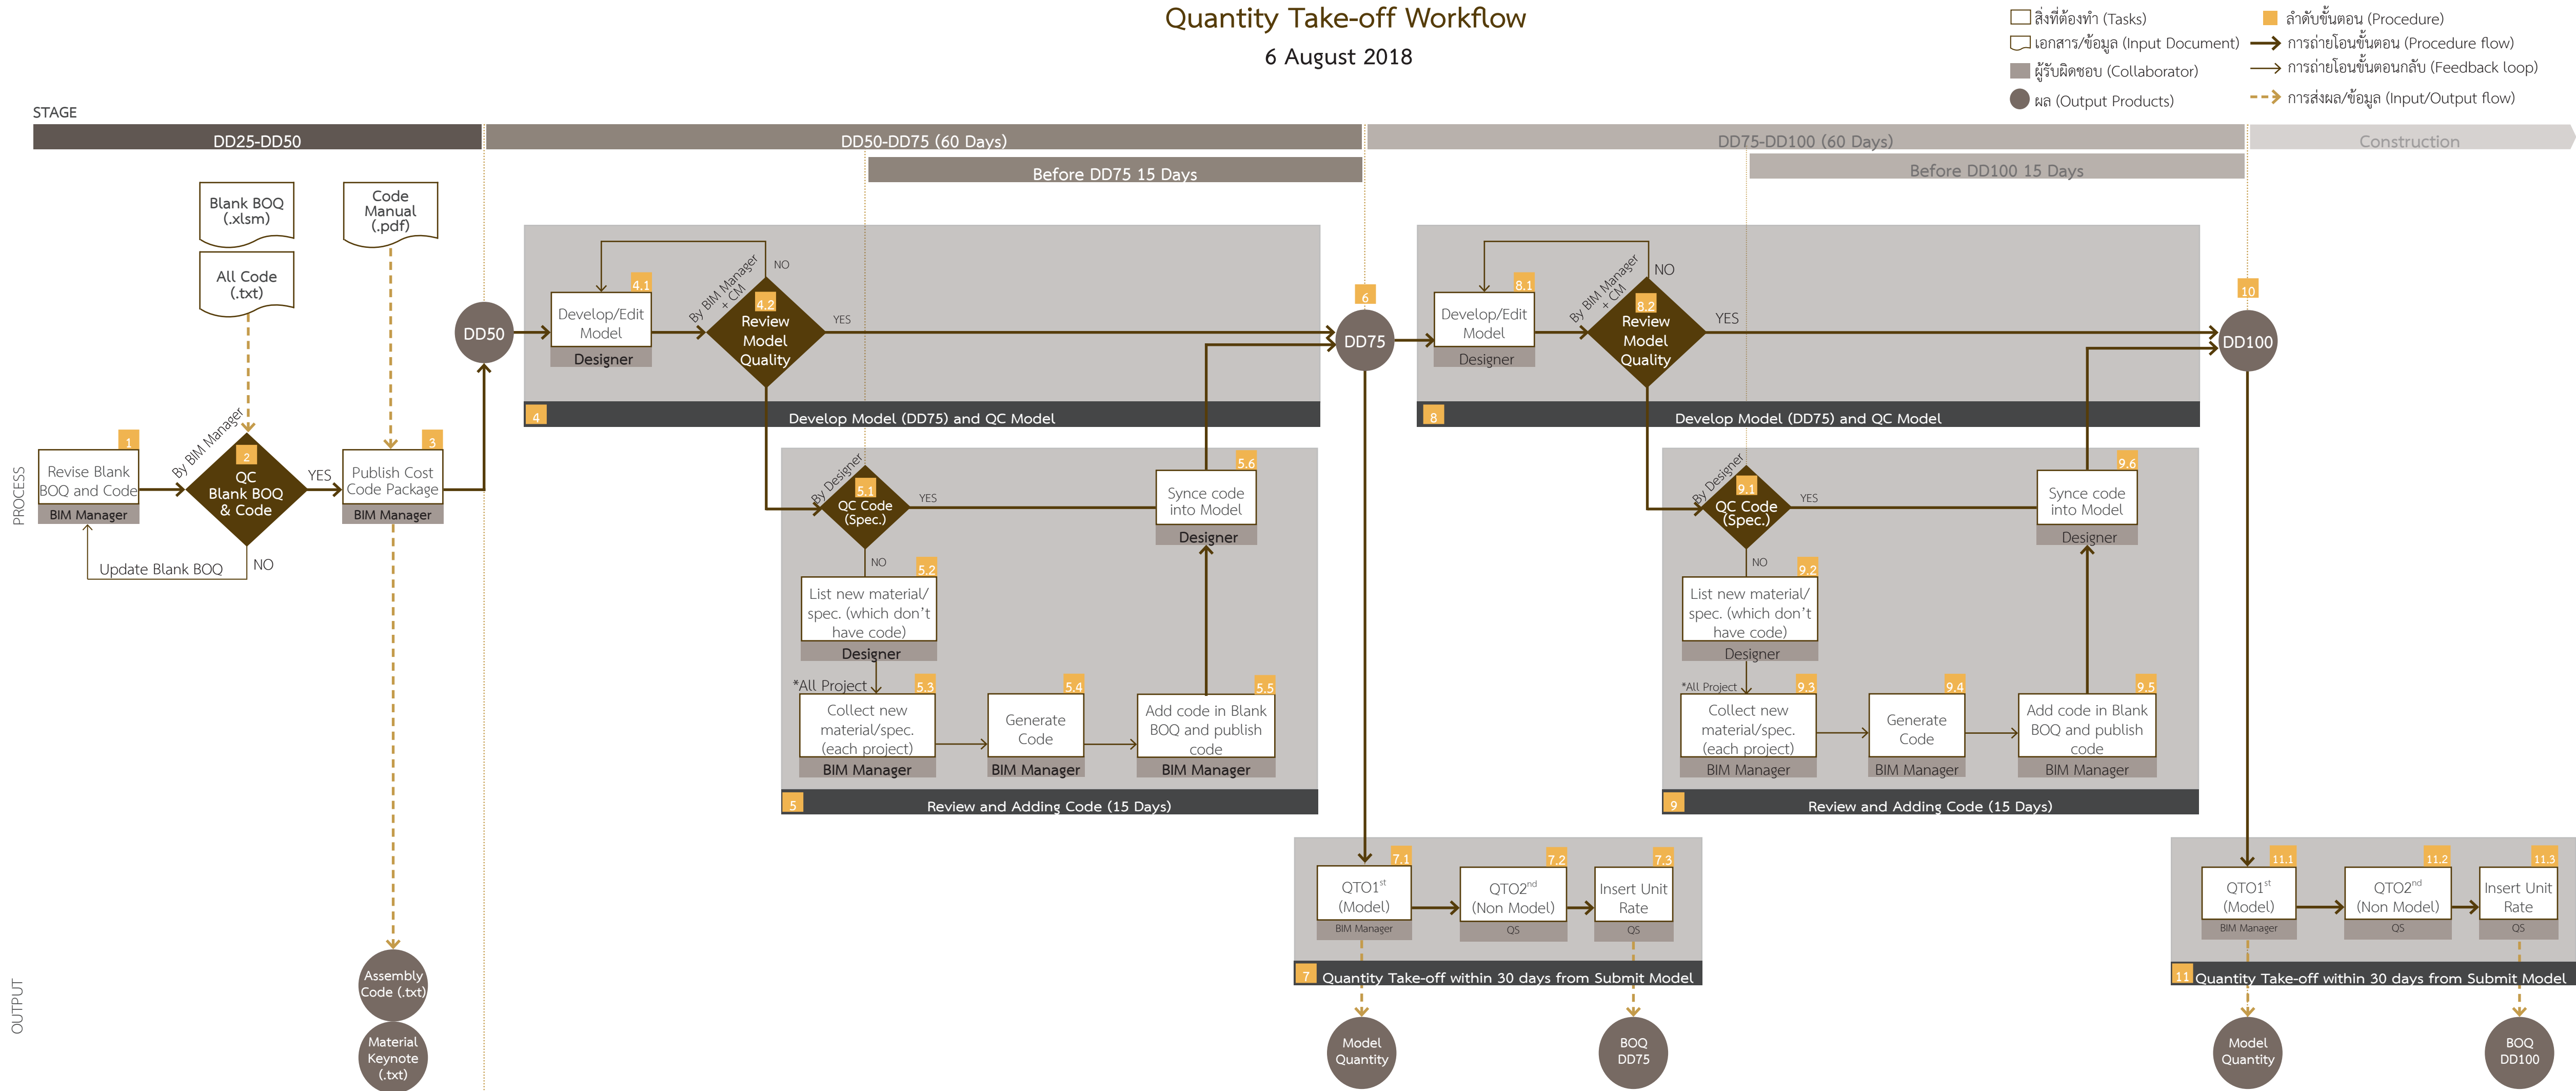 Quantity Take-off Workflow
6 August 2018
สิ่งที่ต้องทำ (Tasks)
เอกสาร/ข้อมูล (Input Document)
ผู้รับผิดชอบ (Collaborator)
ผล (Output Products)
ลำดับขั้นตอน (Procedure)
การถ่ายโอนขั้นตอน (Procedure flow)
การถ่ายโอนขั้นตอนกลับ (Feedback loop)
การส่งผล/ข้อมูล (Input/Output flow)
STAGE
DD25-DD50
DD50-DD75 (60 Days)
DD75-DD100 (60 Days)
Construction
Before DD75 15 Days
Before DD100 15 Days
PROCESS
OUTPUT
Blank BOQ
(.xlsm)
All Code
(.txt)
Code
Manual
(.pdf)
1
Revise Blank
BOQ and Code
BIM Manager
By BIM Manager
2
QC
Blank BOQ
& Code
YES
NO
Update Blank BOQ
3
Publish Cost
Code Package
BIM Manager
Assembly
Code (.txt)
Material
Keynote
(.txt)
DD50
4.1
Develop/Edit
Model
Designer
By BIM Manager
+ CM
NO
4.2
Review
Model
Quality
YES
4
Develop Model (DD75) and QC Model
By Designer
5.1
QC Code
(Spec.)
YES
NO
5.2
List new material/
spec. (which don't
have code)
Designer
*All Project
5.3
Collect new
material/spec.
(each project)
BIM Manager
5.4
Generate
Code
BIM Manager
5.5
Add code in Blank
BOQ and publish
code
BIM Manager
5.6
Synce code
into Model
Designer
5
Review and Adding Code (15 Days)
6
DD75
7.1
QTO1st
(Model)
BIM Manager
7.2
QTO2nd
(Non Model)
QS
7.3
Insert Unit
Rate
QS
7
Quantity Take-off within 30 days from Submit Model
Model
Quantity
BOQ
DD75
8.1
Develop/Edit
Model
Designer
By BIM Manager
+ CM
NO
8.2
Review
Model
Quality
YES
8
Develop Model (DD75) and QC Model
By Designer
9.1
QC Code
(Spec.)
YES
NO
9.2
List new material/
spec. (which don't
have code)
Designer
*All Project
9.3
Collect new
material/spec.
(each project)
BIM Manager
9.4
Generate
Code
BIM Manager
9.5
Add code in Blank
BOQ and publish
code
BIM Manager
9.6
Synce code
into Model
Designer
9
Review and Adding Code (15 Days)
10
DD100
11.1
QTO1st
(Model)
BIM Manager
11.2
QTO2nd
(Non Model)
QS
11.3
Insert Unit
Rate
QS
11
Quantity Take-off within 30 days from Submit Model
Model
Quantity
BOQ
DD100